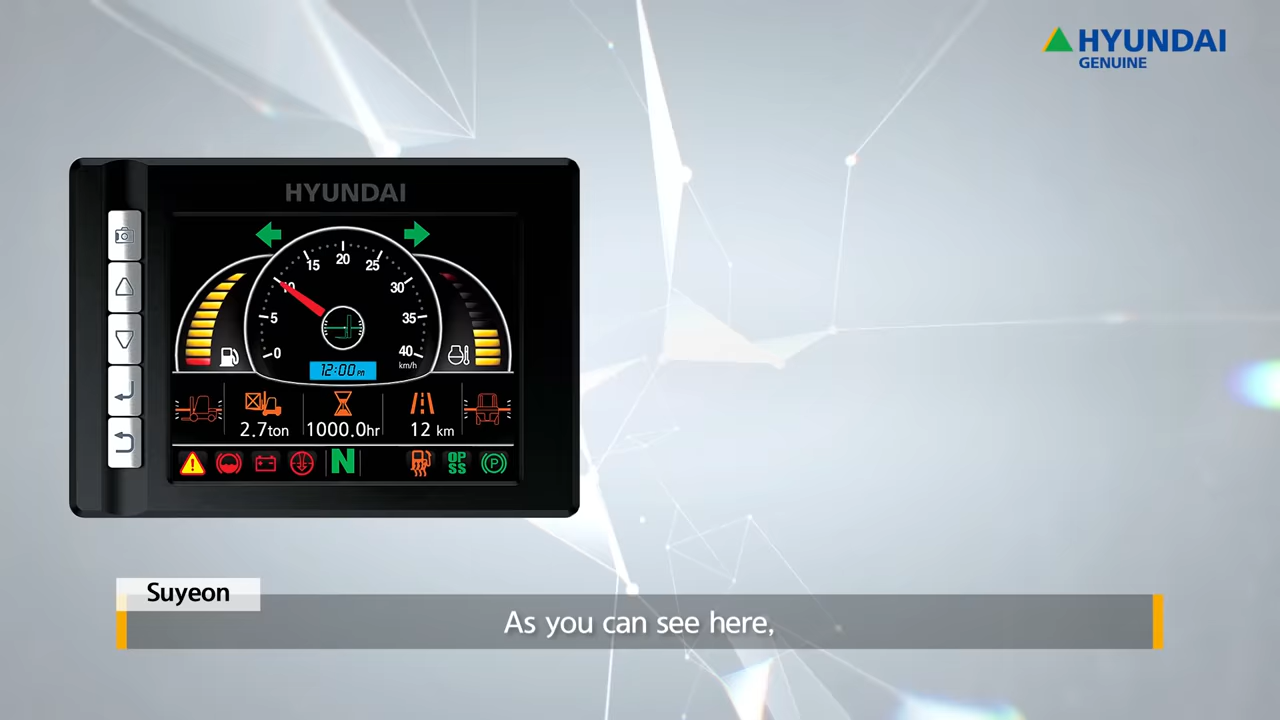 HYUNDAI
GENUINE
HYUNDAI
0
5
10
15
20
25
30
35
40
km/h
12:00 PM
2.7ton
1000.0hr
12 km
N
OP
SS
P
Suyeon
As you can see here,